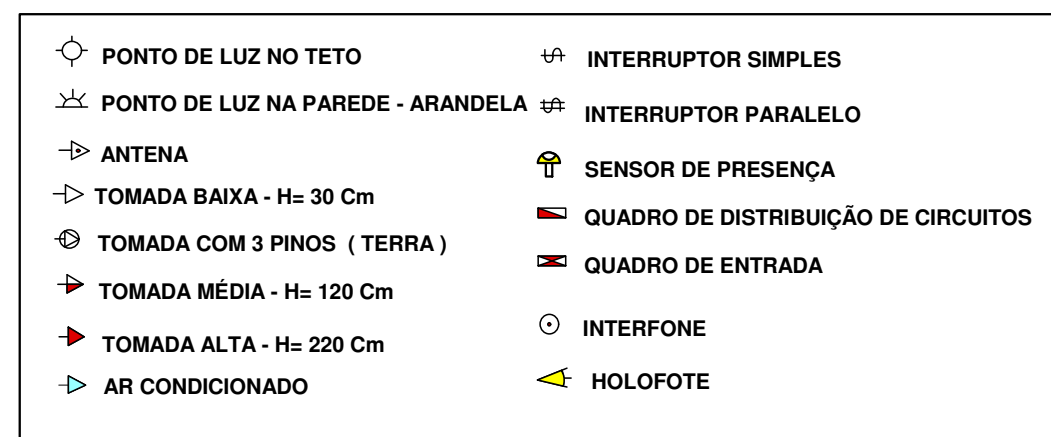 PONTO DE LUZ NO TETO
PONTO DE LUZ NA PAREDE - ARANDELA
ANTENA
TOMADA BAIXA - H= 30 Cm
TOMADA COM 3 PINOS ( TERRA )
TOMADA MÉDIA - H= 120 Cm
TOMADA ALTA - H= 220 Cm
AR CONDICIONADO
INTERRUPTOR SIMPLES
INTERRUPTOR PARALELO
SENSOR DE PRESENÇA
QUADRO DE DISTRIBUIÇÃO DE CIRCUITOS
QUADRO DE ENTRADA
INTERFONE
HOLOFOTE